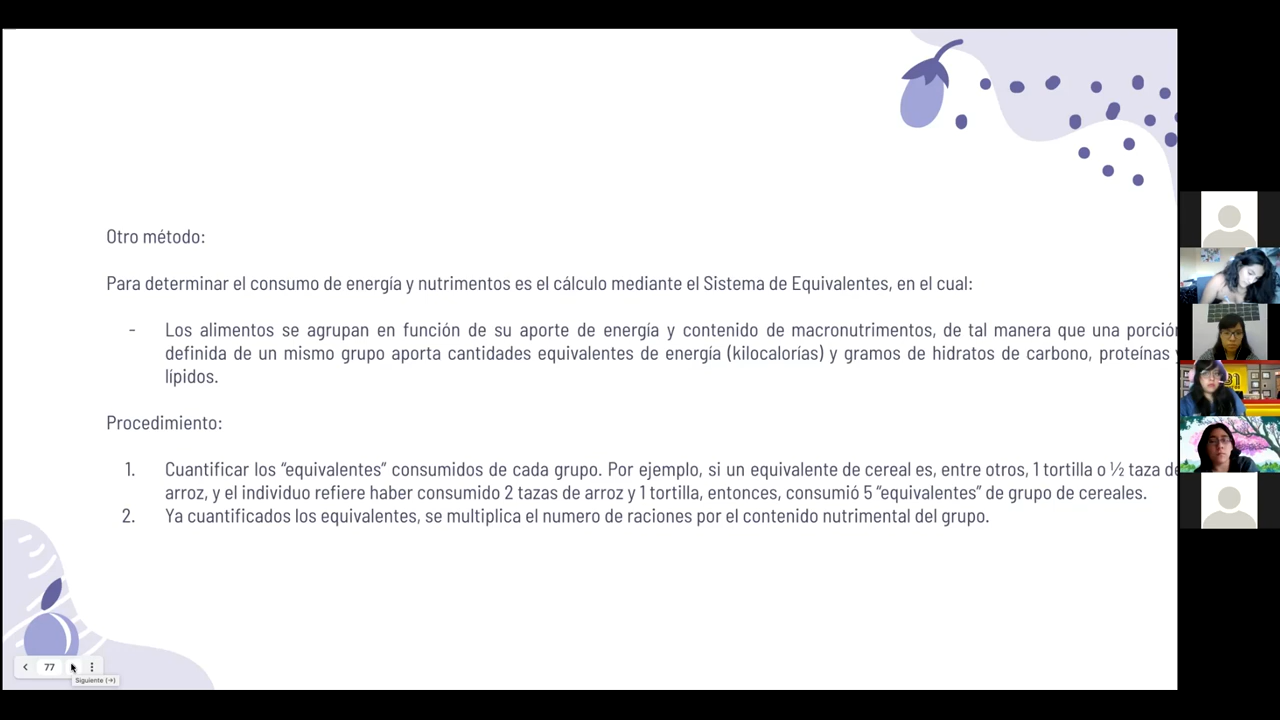 Otro método:
Para determinar el consumo de energía y nutrimentos es el cálculo mediante el Sistema de Equivalentes, en el cual:
- Los alimentos se agrupan en función de su aporte de energía y contenido de macronutrimentos, de tal manera que una porción
definida de un mismo grupo aporta cantidades equivalentes de energía (kilocalorías) y gramos de hidratos de carbono, proteínas y
lípidos.
Procedimiento:
1. Cuantificar los “equivalentes” consumidos de cada grupo. Por ejemplo, si un equivalente de cereal es, entre otros, 1 tortilla o ½ taza de
arroz, y el individuo refiere haber consumido 2 tazas de arroz y 1 tortilla, entonces, consumió 5 “equivalentes” de grupo de cereales.
2. Ya cuantificados los equivalentes, se multiplica el numero de raciones por el contenido nutrimental del grupo.
77
Siguiente (→)